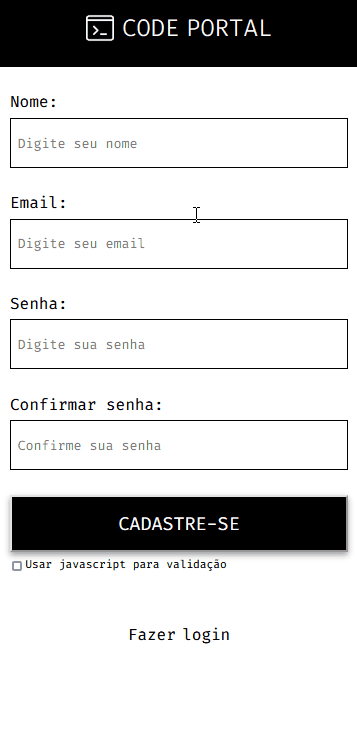 CODE PORTAL
Nome:
Digite seu nome
Email:
Digite seu email
Senha:
Digite sua senha
Confirmar senha:
Confirme sua senha
CADASTRE-SE
Usar javascript para validação
Fazer login